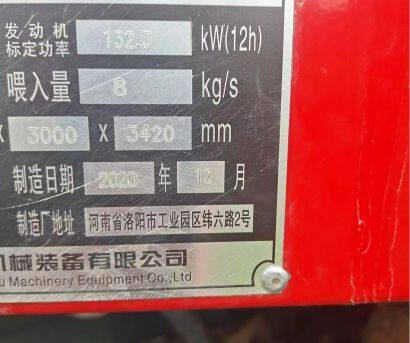 发动机
标定功率 132.3 kW(12h)
喂入量 8 kg/s
X 3000 X 3420 mm
制造日期 2020 年 12 月
制造厂地址 河南省洛阳市工业园区纬六路2号
机械装备有限公司
u Machinery Equipment Co.,Ltd